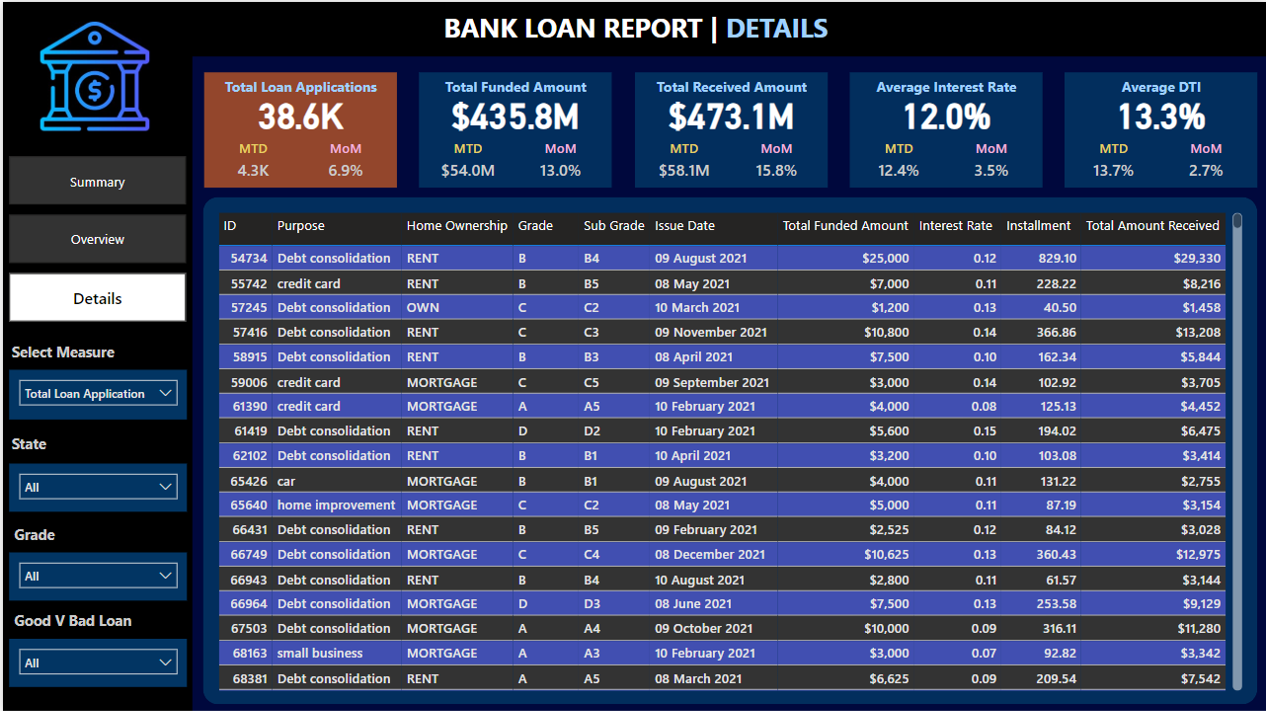 BANK LOAN REPORT | DETAILS
$
Total Loan Applications
38.6K
MTD MoM
4.3K 6.9%
Total Funded Amount
$435.8M
MTD MoM
$54.0M 13.0%
Total Received Amount
$473.1M
MTD MoM
$58.1M 15.8%
Average Interest Rate
12.0%
MTD MoM
12.4% 3.5%
Average DTI
13.3%
MTD MoM
13.7% 2.7%
Summary
Overview
Details
Select Measure
Total Loan Application
State
All
Grade
All
Good V Bad Loan
All
ID Purpose Home Ownership Grade Sub Grade Issue Date Total Funded Amount Interest Rate Installment Total Amount Received
54734 Debt consolidation RENT B B4 09 August 2021 $25,000 0.12 829.10 $29,330
55742 credit card RENT B B5 08 May 2021 $7,000 0.11 228.22 $8,216
57245 Debt consolidation OWN C C2 10 March 2021 $1,200 0.13 40.50 $1,458
57416 Debt consolidation RENT C C3 09 November 2021 $10,800 0.14 366.86 $13,208
58915 Debt consolidation RENT B B3 08 April 2021 $7,500 0.10 162.34 $5,844
59006 credit card MORTGAGE C C5 09 September 2021 $3,000 0.14 102.92 $3,705
61390 credit card MORTGAGE A A5 10 February 2021 $4,000 0.08 125.13 $4,452
61419 Debt consolidation RENT D D2 10 February 2021 $5,600 0.15 194.02 $6,475
62102 Debt consolidation RENT B B1 10 April 2021 $3,200 0.10 103.08 $3,414
65426 car MORTGAGE B B1 09 August 2021 $4,000 0.11 131.22 $2,755
65640 home improvement MORTGAGE C C2 08 May 2021 $5,000 0.11 87.19 $3,154
66431 Debt consolidation RENT B B5 09 February 2021 $2,525 0.12 84.12 $3,028
66749 Debt consolidation MORTGAGE C C4 08 December 2021 $10,625 0.13 360.43 $12,975
66943 Debt consolidation RENT B B4 10 August 2021 $2,800 0.11 61.57 $3,144
66964 Debt consolidation MORTGAGE D D3 08 June 2021 $7,500 0.13 253.58 $9,129
67503 Debt consolidation MORTGAGE A A4 09 October 2021 $10,000 0.09 316.11 $11,280
68163 small business MORTGAGE A A3 10 February 2021 $3,000 0.07 92.82 $3,342
68381 Debt consolidation RENT A A5 08 March 2021 $6,625 0.09 209.54 $7,542